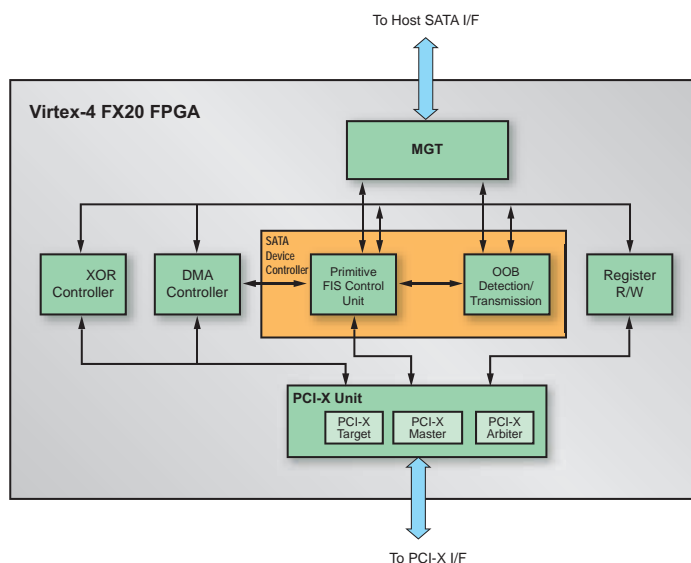 To Host SATA I/F
Virtex-4 FX20 FPGA
MGT
SATA
Device
Controller
XOR
Controller
DMA
Controller
Primitive
FIS Control
Unit
OOB
Detection/
Transmission
Register
R/W
PCI-X Unit
PCI-X
Target
PCI-X
Master
PCI-X
Arbiter
To PCI-X I/F